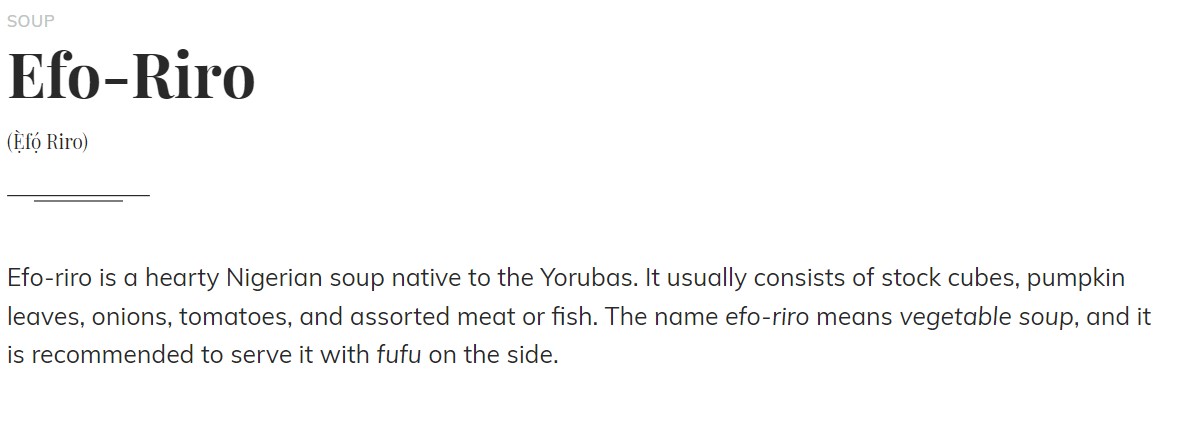 SOUP
Efo-Riro
(Ẹ̀fọ́ Riro)
Efo-riro is a hearty Nigerian soup native to the Yorubas. It usually consists of stock cubes, pumpkin
leaves, onions, tomatoes, and assorted meat or fish. The name efo-riro means vegetable soup, and it
is recommended to serve it with fufu on the side.